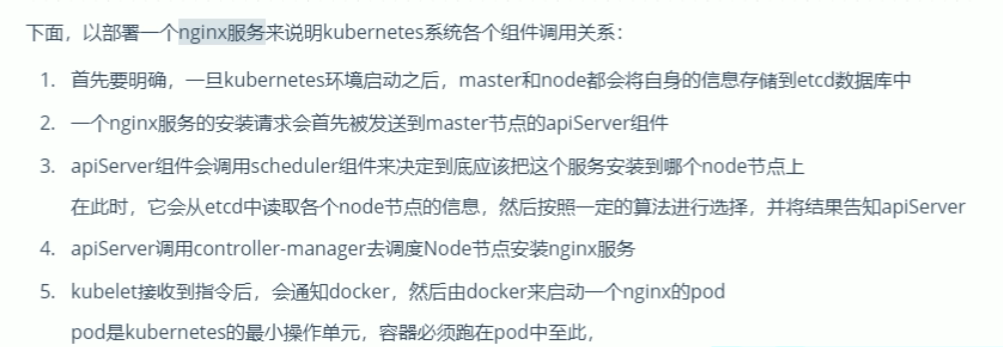 下面，以部署一个nginx服务来说明kubernetes系统各个组件调用关系：
1. 首先要明确，一旦kubernetes环境启动之后，master和node都会将自身的信息存储到etcd数据库中
2. 一个nginx服务的安装请求会首先被发送到master节点的apiServer组件
3. apiServer组件会调用scheduler组件来决定到底应该把这个服务安装到哪个node节点上
在此时，它会从etcd中读取各个node节点的信息，然后按照一定的算法进行选择，并将结果告知apiServer
4. apiServer调用controller-manager去调度Node节点安装nginx服务
5. kubelet接收到指令后，会通知docker，然后由docker来启动一个nginx的pod
pod是kubernetes的最小操作单元，容器必须跑在pod中至此，